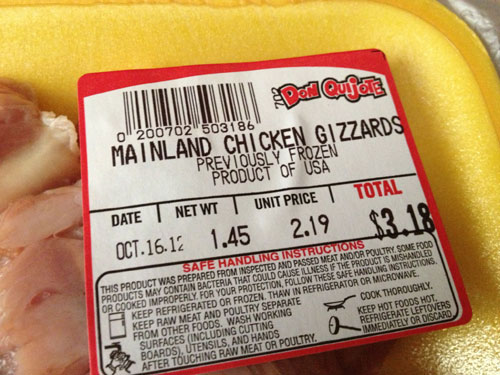 702 DON QUIJOTE
0 200702 503186
MAINLAND CHICKEN GIZZARDS
PREVIOUSLY FROZEN
PRODUCT OF USA
DATE NET WT UNIT PRICE TOTAL
OCT.16.12 1.45 2.19 $3.18
SAFE HANDLING INSTRUCTIONS
THIS PRODUCT WAS PREPARED FROM INSPECTED AND PASSED MEAT AND/OR POULTRY. SOME FOOD
PRODUCTS MAY CONTAIN BACTERIA THAT COULD CAUSE ILLNESS IF THE PRODUCT IS MISHANDLED
OR COOKED IMPROPERLY. FOR YOUR PROTECTION, FOLLOW THESE SAFE HANDLING INSTRUCTIONS.
KEEP REFRIGERATED OR FROZEN. THAW IN REFRIGERATOR OR MICROWAVE.
KEEP RAW MEAT AND POULTRY SEPARATE
FROM OTHER FOODS. WASH WORKING
SURFACES (INCLUDING CUTTING
BOARDS), UTENSILS, AND HANDS
AFTER TOUCHING RAW MEAT OR POULTRY.
COOK THOROUGHLY.
KEEP HOT FOODS HOT.
REFRIGERATE LEFTOVERS
IMMEDIATELY OR DISCARD